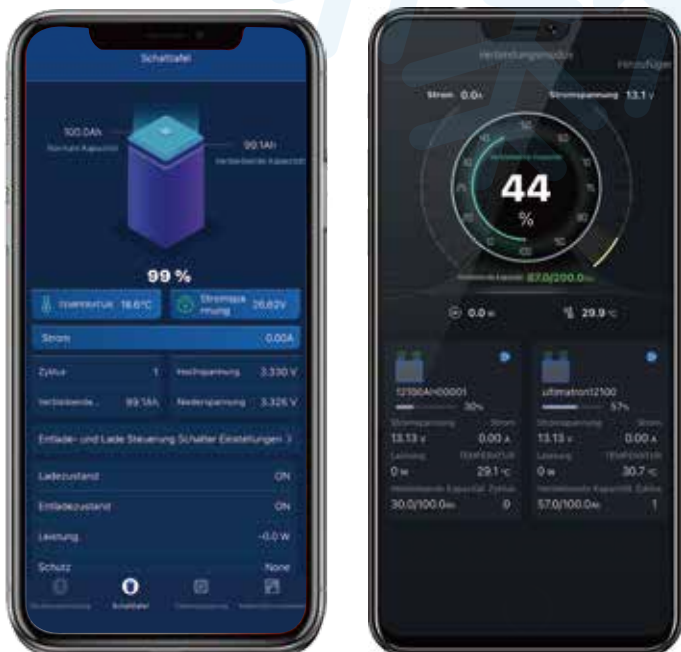 Schalttafel
100.0Ah
Normale Kapazität
99.1Ah
Verbleibende Kapazität
99 %
TEMPERATUR 18.6°C
Stromspa
nnung
26.62V
Strom 0.00A
Zyklus 1
Hochspannung 3.330 V
Verbleibende... 99.1Ah
Niederspannung 3.326 V
Entlade- und Lade Steuerung Schalter Einstellungen >
Ladezustand ON
Entladezustand ON
Leistung -0.0 W
Schutz None
Schalttafel
Verbindungsmodus
Hinzufügen
Strom 0.0A
Stromspannung 13.1 V
Verbleibende Kapazität
44
%
Verbleibende Kapazität 87.0/200.0Ah
0.0 W
29.9 °C
12100AH00001
30%
Stromspannung Strom
13.13 V 0.00 A
Leistung TEMPERATUR
0 W 29.1 °C
Verbleibende Kapazität Zyklus
30.0/100.0Ah 0
ultimatron12100
57%
Stromspannung Strom
13.13 V 0.00 A
Leistung TEMPERATUR
0 W 30.7 °C
Verbleibende Kapazität Zyklus
57.0/100.0Ah 1